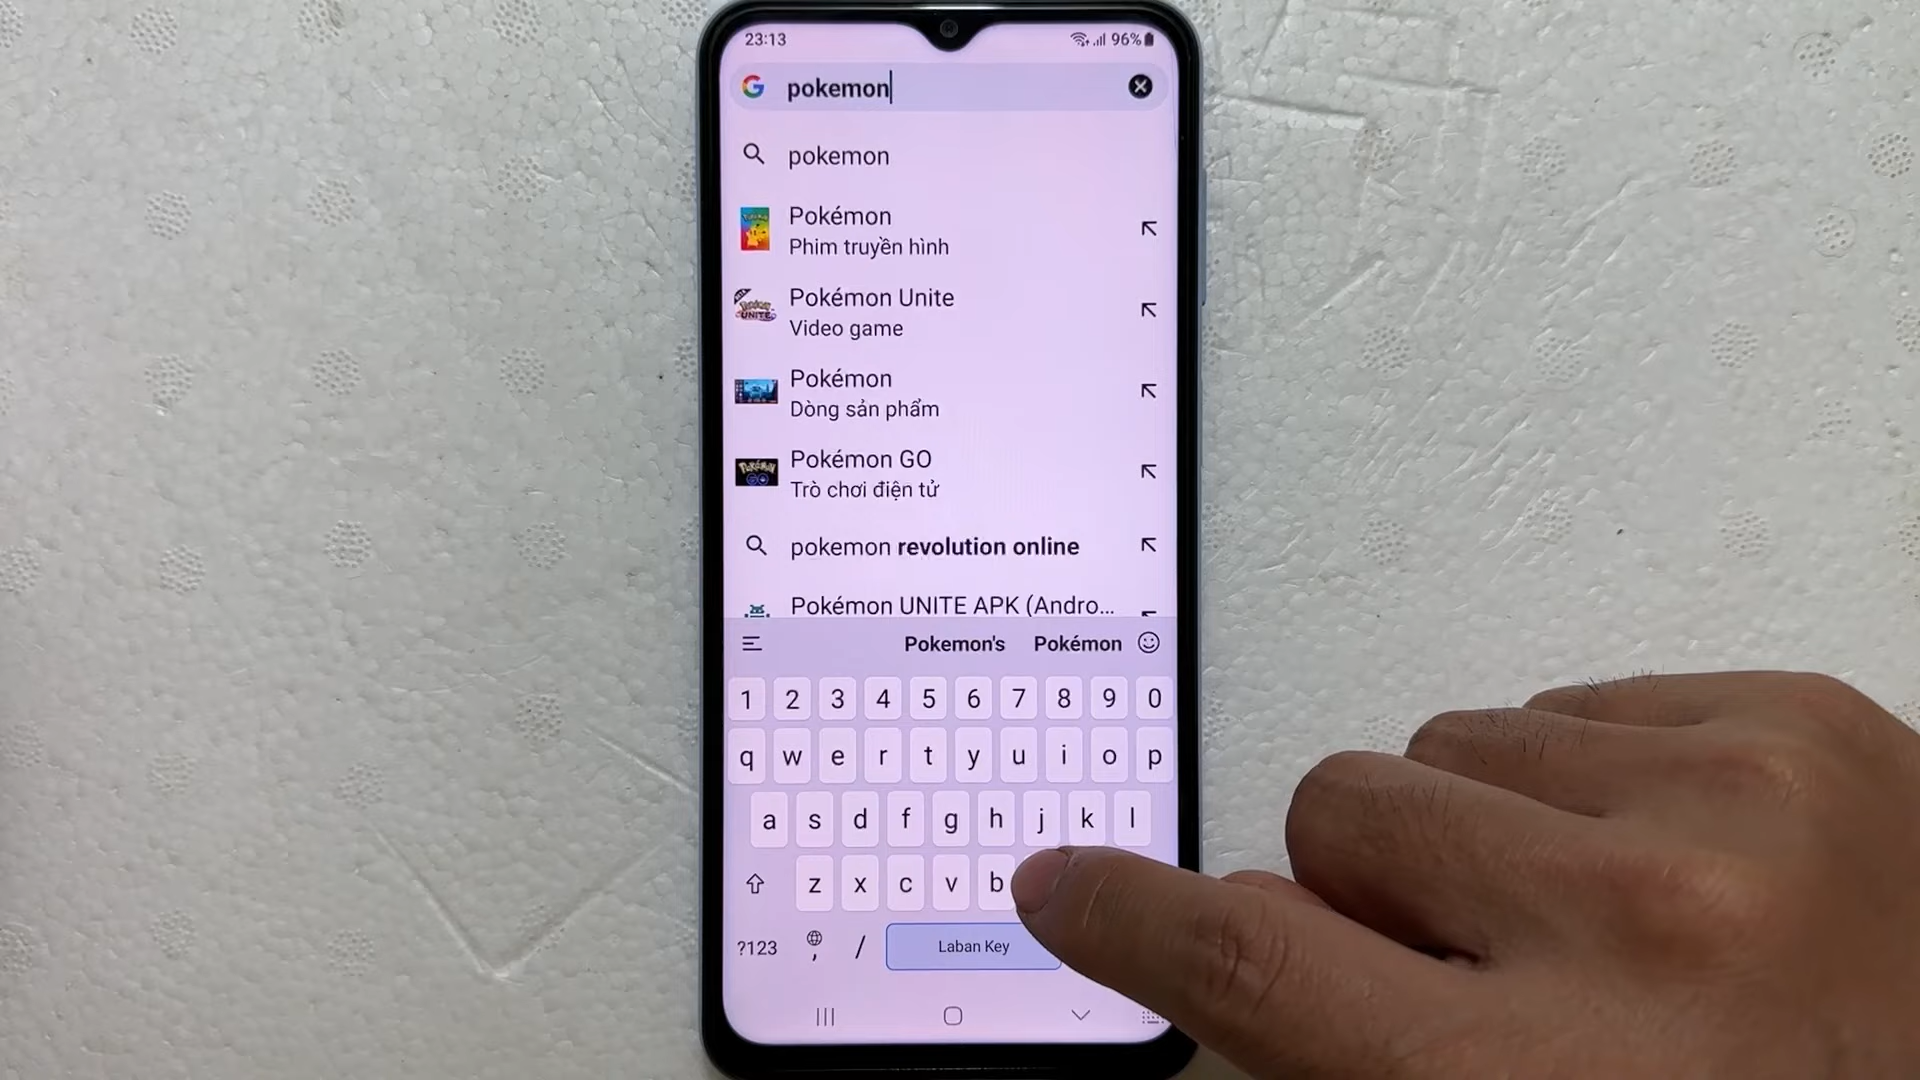 23:13 96%
pokemon
pokemon
Pokémon
Phim truyền hình
Pokémon Unite
Video game
UNITE
Pokémon
Dòng sản phẩm
Pokémon GO
Trò chơi điện tử
pokemon revolution online
Pokémon UNITE APK (Andro...
Pokemon's Pokémon
1 2 3 4 5 6 7 8 9 0
q w e r t y u i o p
a s d f g h j k l
z x c v b
?123 , / Laban Key